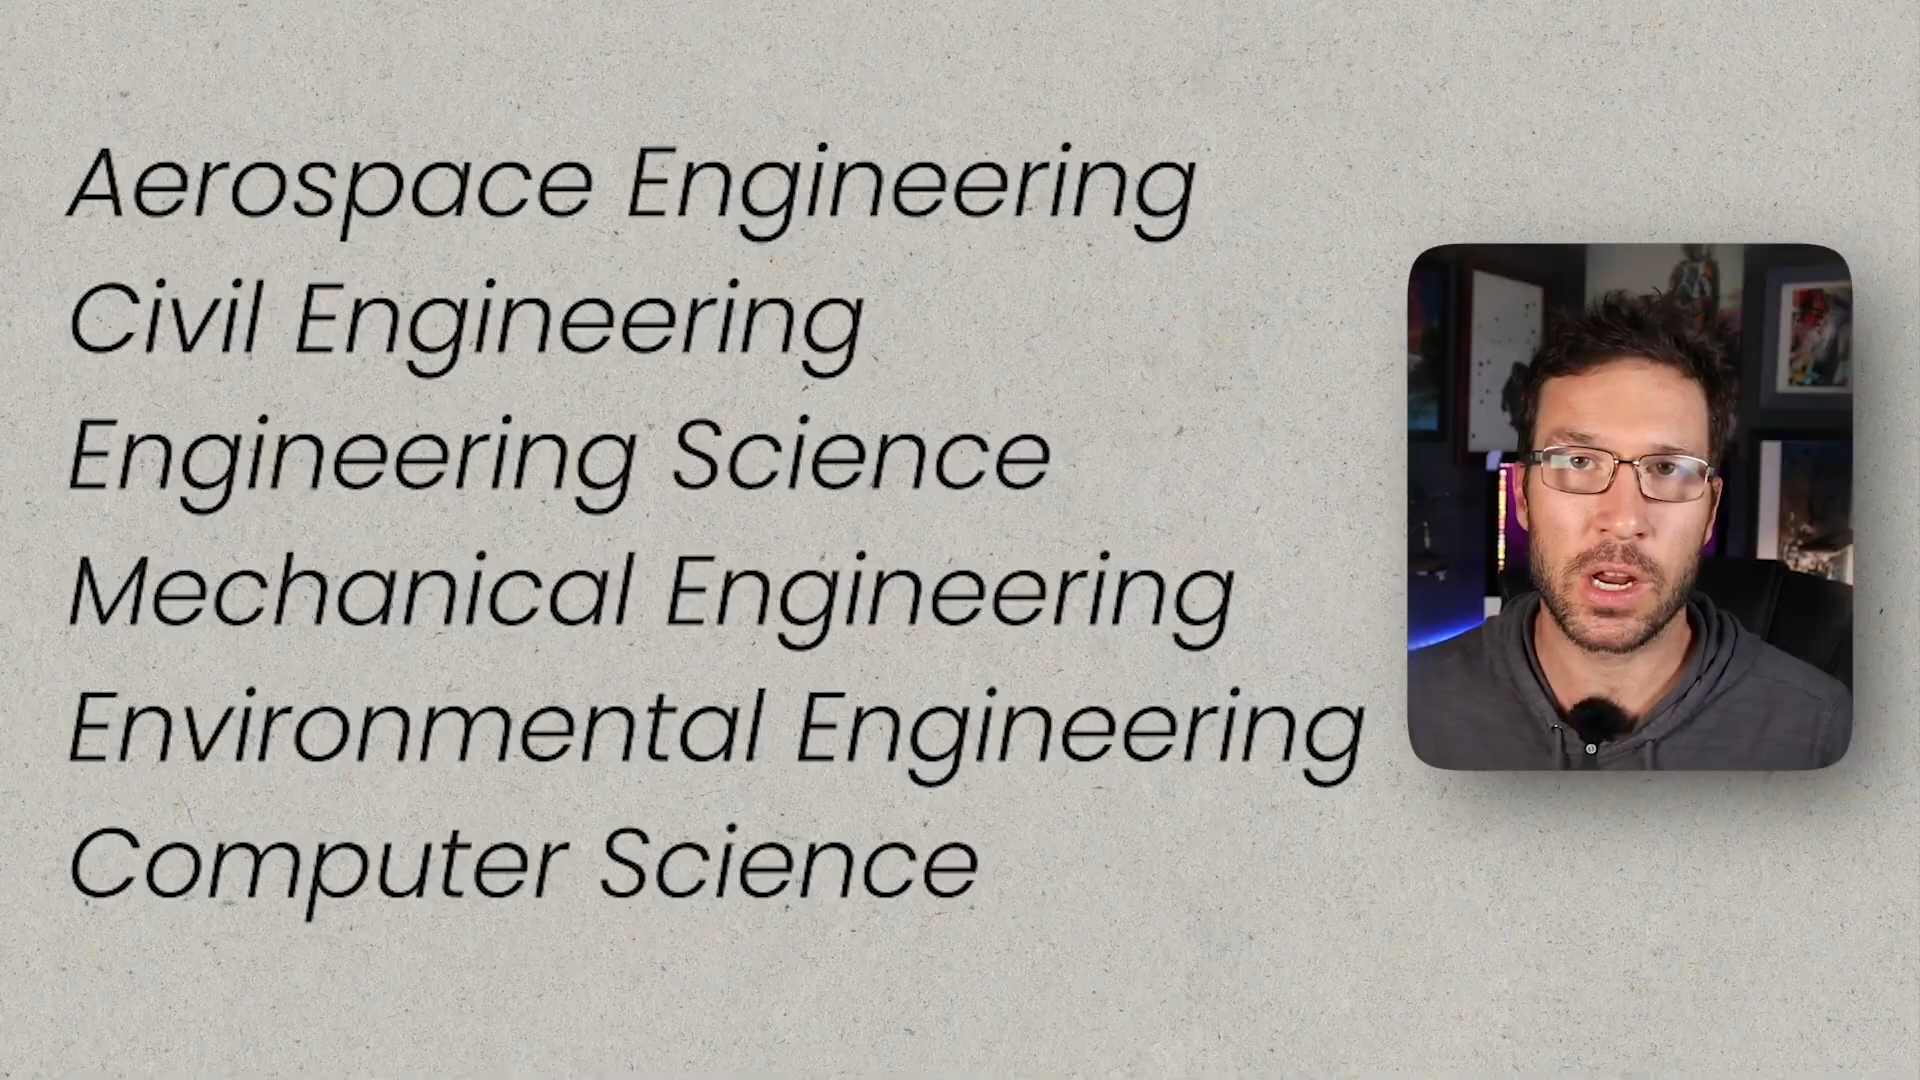 Aerospace Engineering
Civil Engineering
Engineering Science
Mechanical Engineering
Environmental Engineering
Computer Science